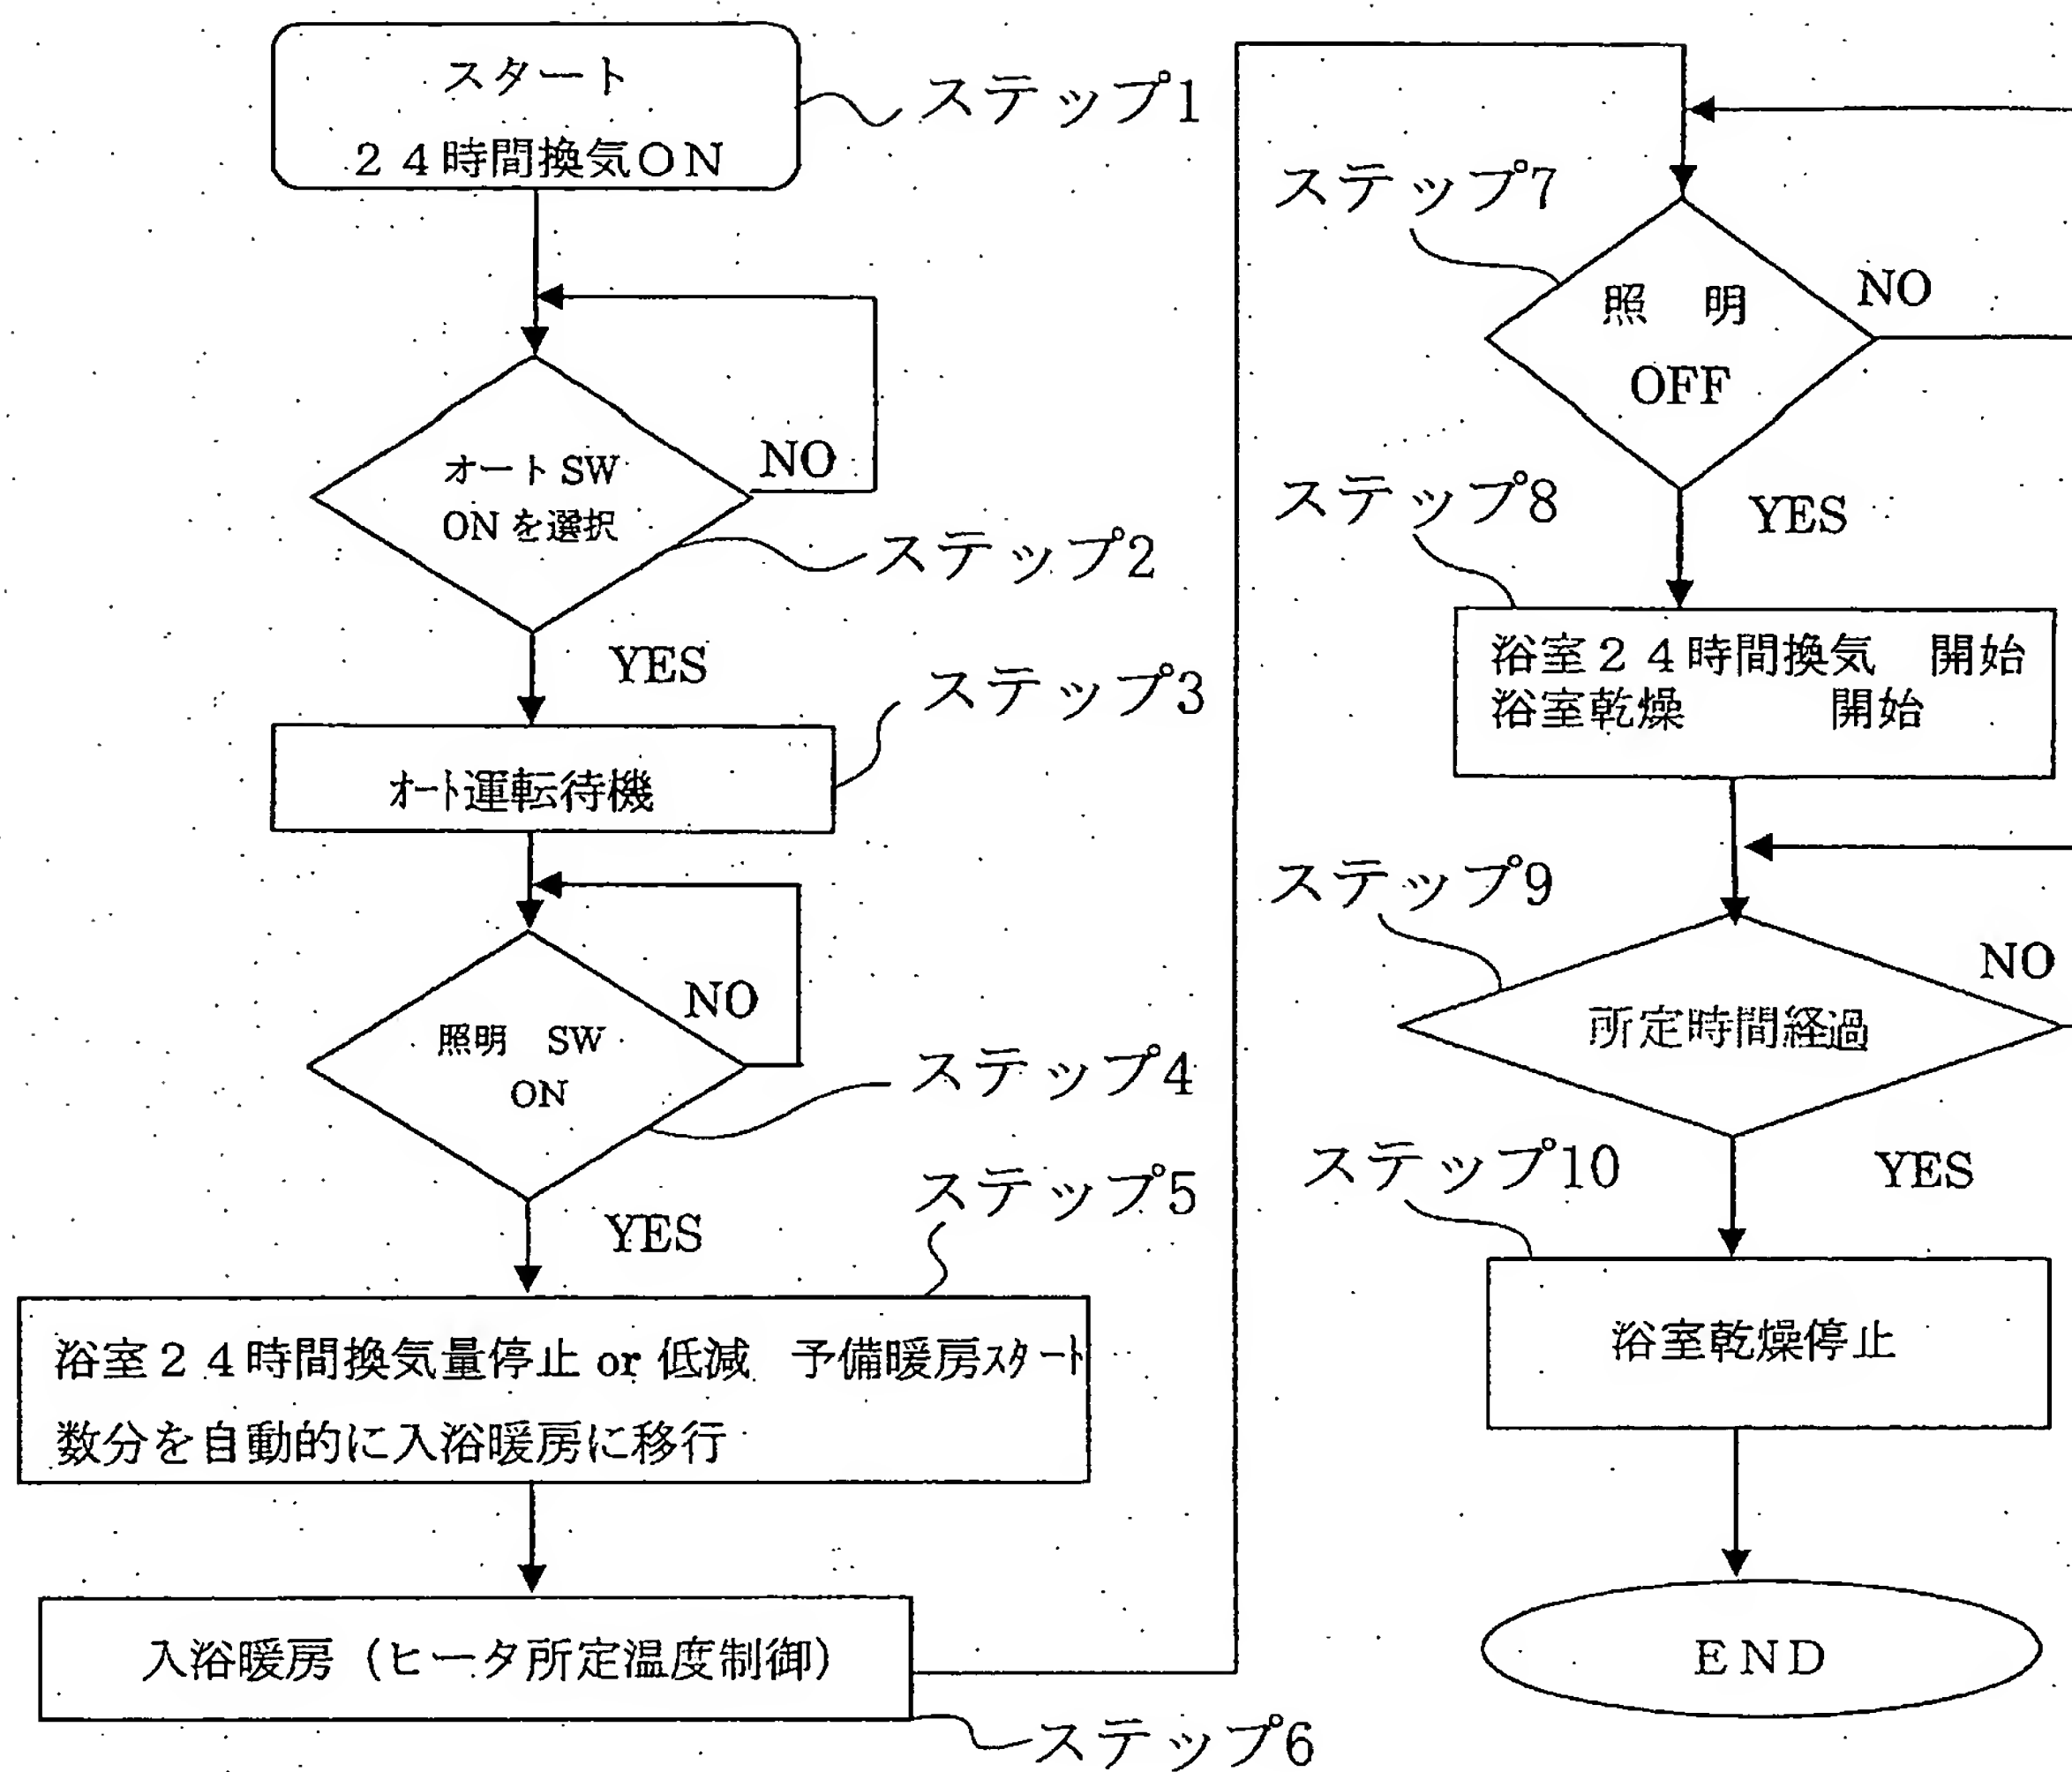 スタート
24時間換気ON
ステップ1
オートSW
ONを選択
NO
ステップ2
YES
ステップ3
オート運転待機
NO
照明 SW
ON
ステップ4
YES
ステップ5
浴室24時間換気量停止 or 低減 予備暖房スタート
数分を自動的に入浴暖房に移行
入浴暖房(ヒータ所定温度制御)
ステップ6
ステップ7
照 明
OFF
NO
ステップ8
YES
浴室24時間換気 開始
浴室乾燥 開始
ステップ9
NO
所定時間経過
ステップ10
YES
浴室乾燥停止
END